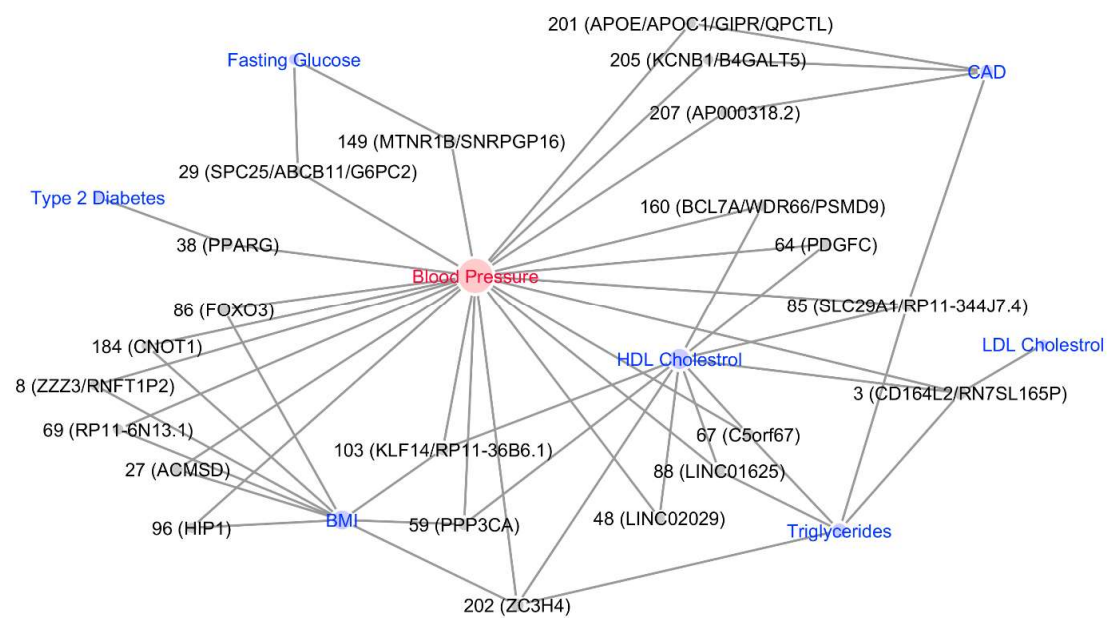 201 (APOE/APOC1/GIPR/QPCTL)
Fasting Glucose
205 (KCNB1/B4GALT5)
CAD
207 (AP000318.2)
149 (MTNR1B/SNRPGP16)
29 (SPC25/ABCB11/G6PC2)
Type 2 Diabetes
160 (BCL7A/WDR66/PSMD9)
38 (PPARG)
64 (PDGFC)
Blood Pressure
86 (FOXO3)
85 (SLC29A1/RP11-344J7.4)
184 (CNOT1)
HDL Cholestrol
LDL Cholestrol
8 (ZZZ3/RNFT1P2)
3 (CD164L2/RN7SL165P)
69 (RP11-6N13.1)
67 (C5orf67)
103 (KLF14/RP11-36B6.1)
27 (ACMSD)
88 (LINC01625)
96 (HIP1)
BMI
59 (PPP3CA)
48 (LINC02029)
Triglycerides
202 (ZC3H4)